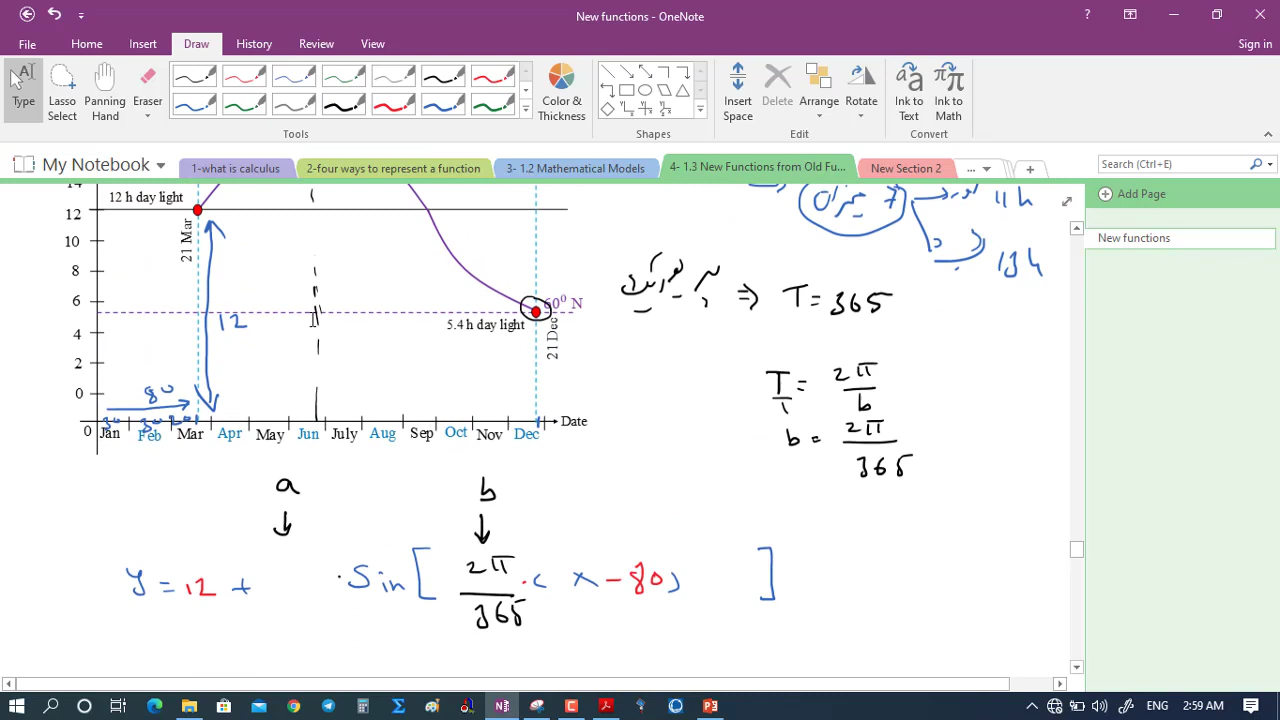 New functions - OneNote
File Home Insert Draw History Review View Sign in
Type
Lasso Select
Panning Hand
Eraser
Color & Thickness
Insert Space
Delete
Arrange
Rotate
Ink to Text
Ink to Math
Tools
Shapes
Edit
Convert
My Notebook
1-what is calculus
2-four ways to represent a function
3- 1.2 Mathematical Models
4- 1.3 New Functions from Old Fu...
New Section 2
...
Search (Ctrl+E)
Add Page
New functions
14
12 h day light
12
10
8
6
4
2
0
0
21 Mar
12
80
60⁰ N
5.4 h day light
21 Dec
Jan Feb Mar Apr May Jun July Aug Sep Oct Nov Dec Date
11 h
13 h
⇒ T = 365
T/1 = 2π/b
b = 2π/365
a
b
y = 12 + . Sin [ 2π/365 . ( x - 80 ) ]
2:59 AM